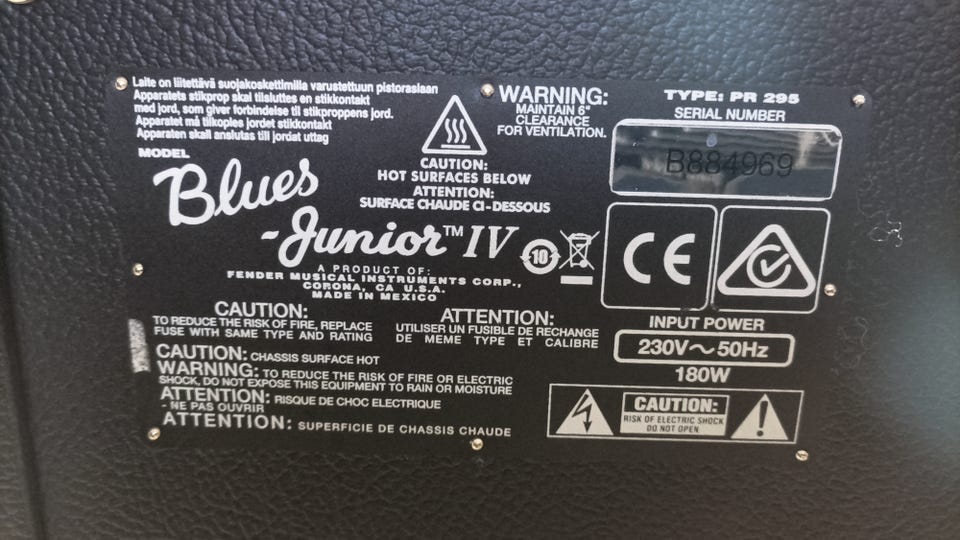 Laite on liitettävä suojakoskettimilla varustettuun pistorasiaan
Apparatets stikprop skal tilsluttes en stikkontakt
med jord, som giver forbindelse til stikproppens jord.
Apparatet må tilkoples jordet stikkontakt
Apparaten skall anslutas till jordat uttag
WARNING:
MAINTAIN 6"
CLEARANCE
FOR VENTILATION.
TYPE: PR 295
SERIAL NUMBER
B884969
CAUTION:
HOT SURFACES BELOW
ATTENTION:
SURFACE CHAUDE CI-DESSOUS
MODEL
Blues
Junior™ IV
10
CE
A PRODUCT OF:
FENDER MUSICAL INSTRUMENTS CORP.,
CORONA, CA U.S.A.
MADE IN MEXICO
CAUTION:
TO REDUCE THE RISK OF FIRE, REPLACE
FUSE WITH SAME TYPE AND RATING
ATTENTION:
UTILISER UN FUSIBLE DE RECHANGE
DE MEME TYPE ET CALIBRE
INPUT POWER
230V~50Hz
180W
CAUTION: CHASSIS SURFACE HOT
WARNING: TO REDUCE THE RISK OF FIRE OR ELECTRIC
SHOCK, DO NOT EXPOSE THIS EQUIPMENT TO RAIN OR MOISTURE
ATTENTION: RISQUE DE CHOC ELECTRIQUE
- NE PAS OUVRIR
ATTENTION: SUPERFICIE DE CHASSIS CHAUDE
CAUTION:
RISK OF ELECTRIC SHOCK
DO NOT OPEN